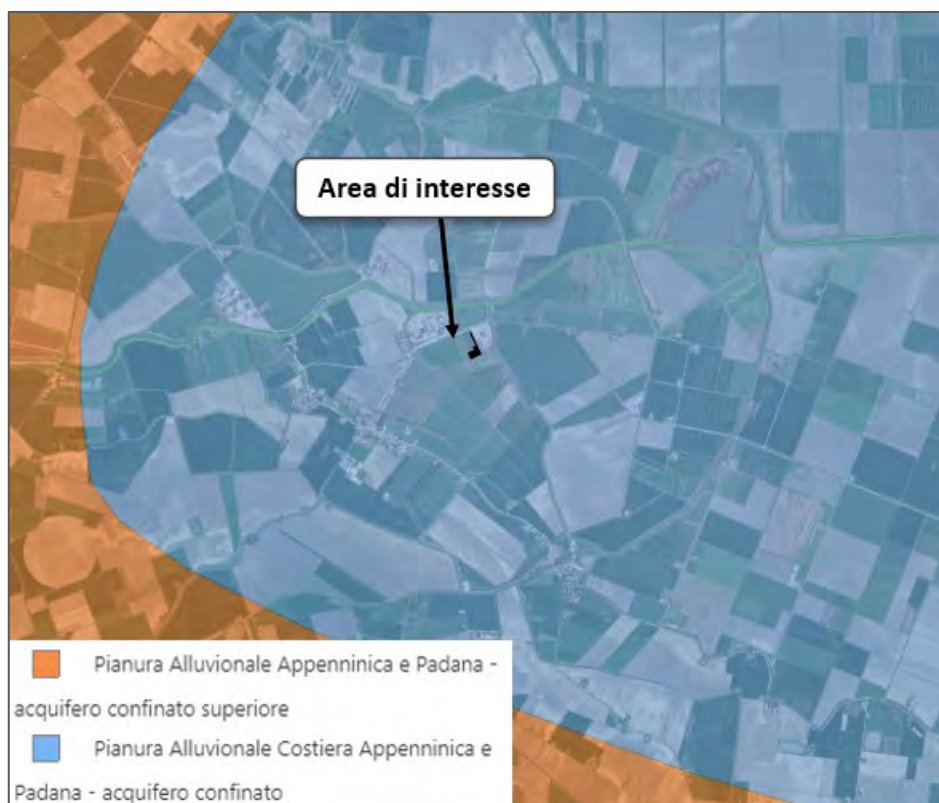 Area di interesse
Pianura Alluvionale Appenninica e Padana -
acquifero confinato superiore
Pianura Alluvionale Costiera Appenninica e
Padana - acquifero confinato